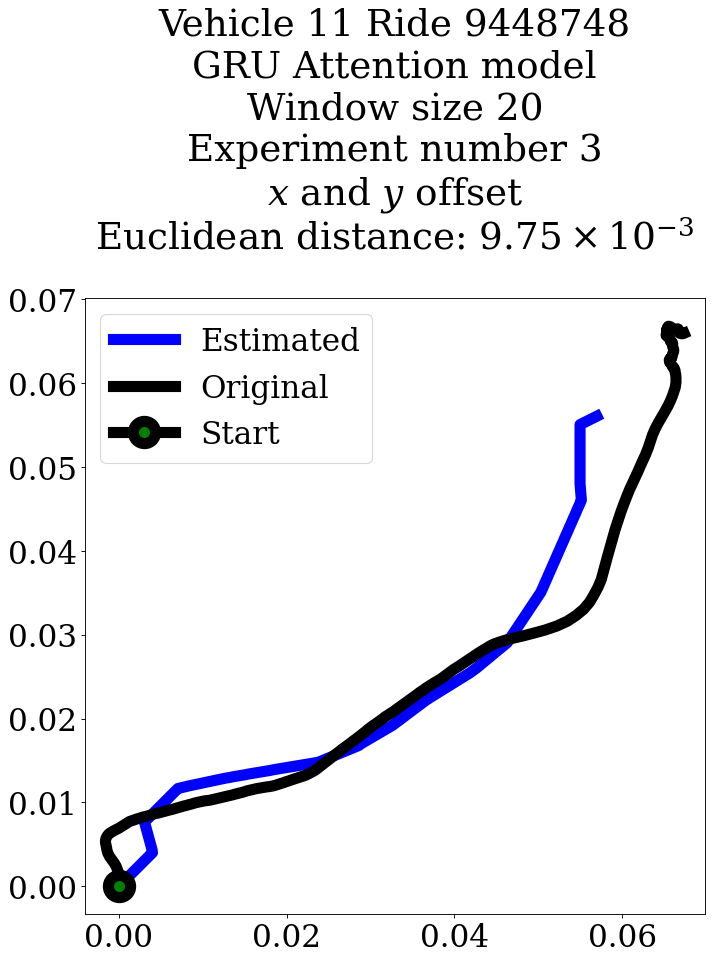 Vehicle 11 Ride 9448748
GRU Attention model
Window size 20
Experiment number 3
x and y offset
Euclidean distance: 9.75 × 10⁻³
0.07
0.06
0.05
0.04
0.03
0.02
0.01
0.00
Estimated
Original
Start
0.00 0.02 0.04 0.06